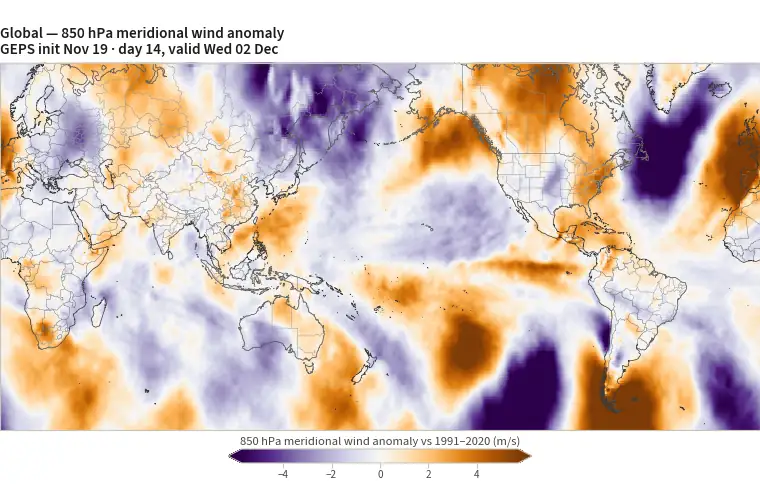 Global — 850 hPa meridional wind anomaly
GEPS init Nov 19 · day 14, valid Wed 02 Dec
850 hPa meridional wind anomaly vs 1991–2020 (m/s)
−4 −2 0 2 4